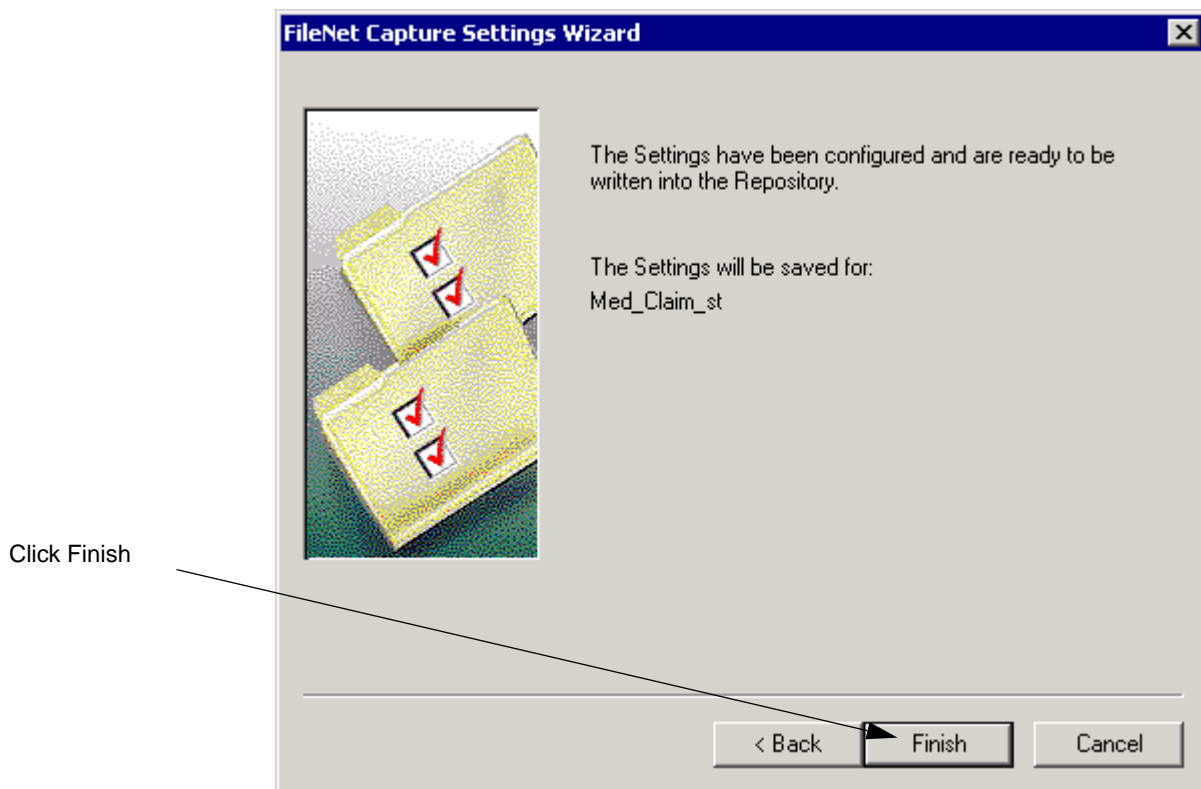 FileNet Capture Settings Wizard
The Settings have been configured and are ready to be
written into the Repository.
The Settings will be saved for:
Med_Claim_st
Click Finish
< Back
Finish
Cancel